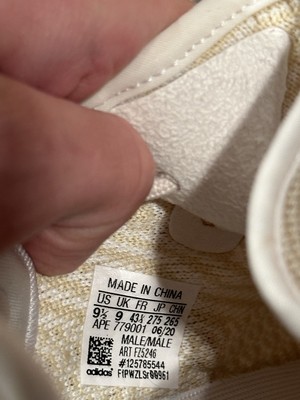 MADE IN CHINA
US UK FR JP CHN
9½ 9 43⅓ 275 265
APE 779001 06/20
MALE/MALE
ART FZ5246
#125785544
adidas FIPWZLSr00961